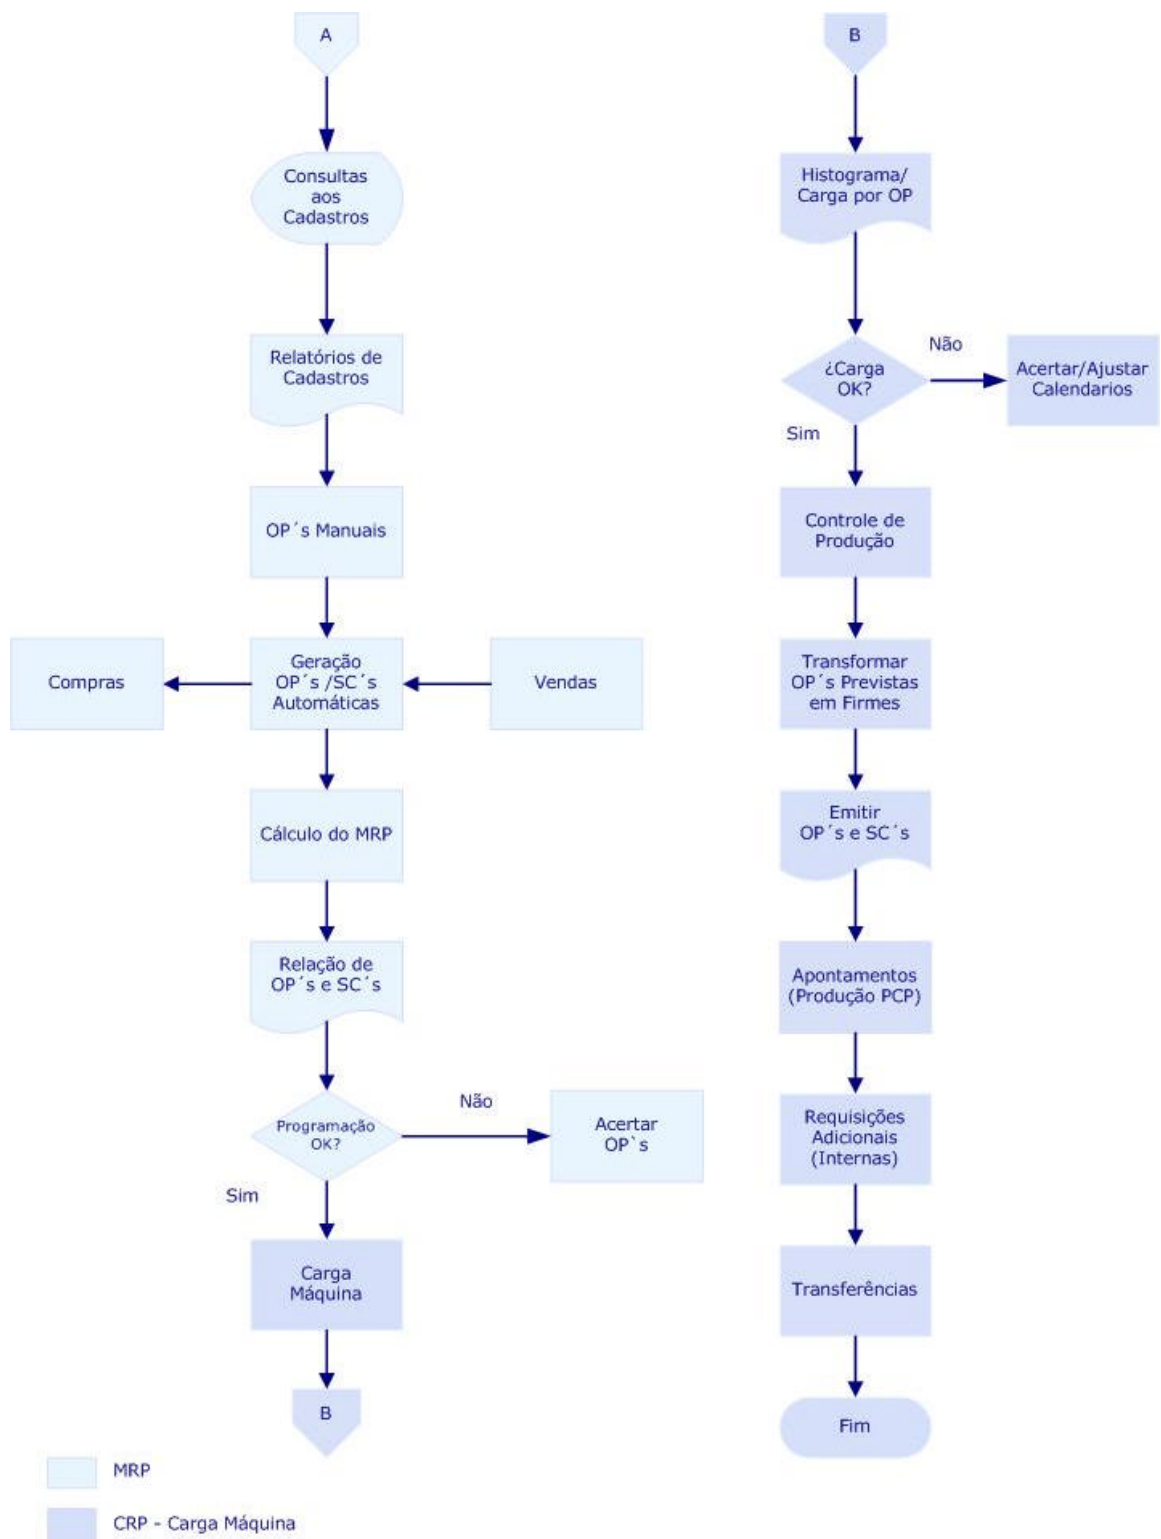 A
Consultas
aos
Cadastros
Relatórios de
Cadastros
OP´s Manuais
Compras
Geração
OP´s /SC´s
Automáticas
Vendas
Cálculo do MRP
Relação de
OP´s e SC´s
Programação
OK?
Não
Acertar
OP`s
Sim
Carga
Máquina
B
B
Histograma/
Carga por OP
¿Carga
OK?
Não
Acertar/Ajustar
Calendarios
Sim
Controle de
Produção
Transformar
OP´s Previstas
em Firmes
Emitir
OP´s e SC´s
Apontamentos
(Produção PCP)
Requisições
Adicionais
(Internas)
Transferências
Fim
MRP
CRP - Carga Máquina